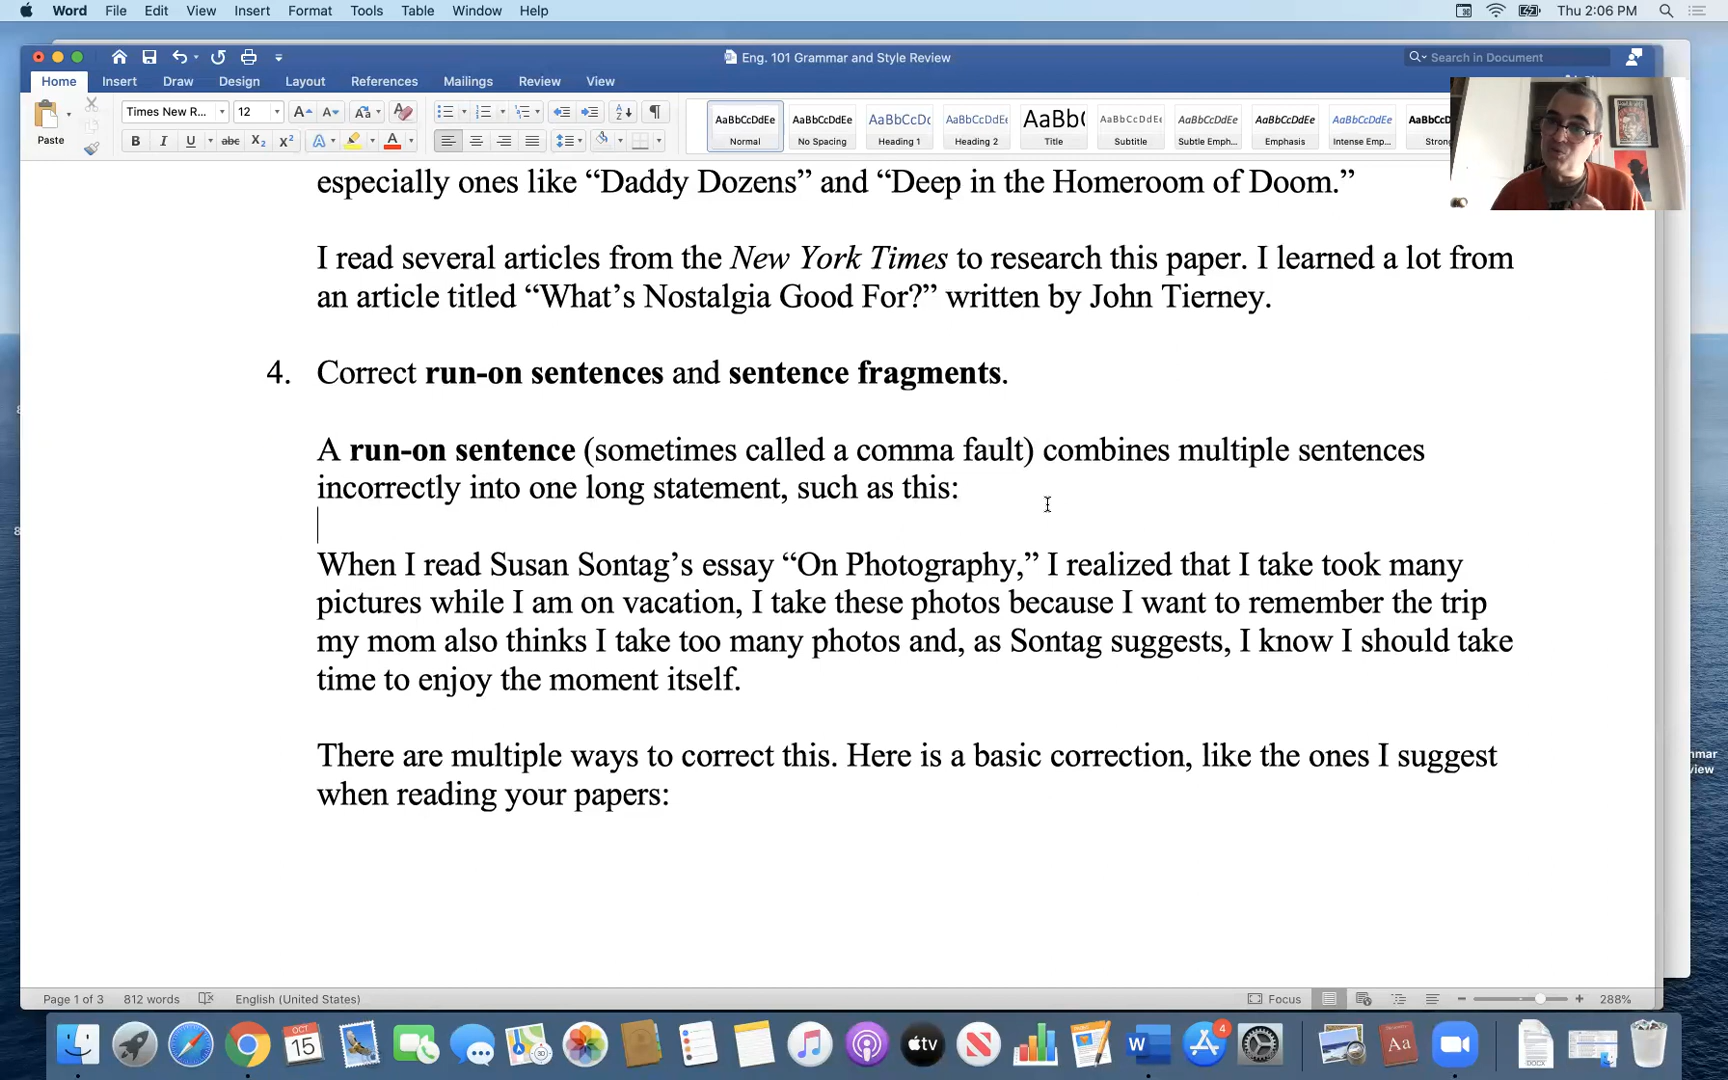 Word File Edit View Insert Format Tools Table Window Help Thu 2:06 PM
Eng. 101 Grammar and Style Review Search in Document
Home Insert Draw Design Layout References Mailings Review View
Paste Times New R... 12
AaBbCcDdEe AaBbCcDdEe AaBbCcDc AaBbCcDdEe AaBbC AaBbCcDdEe AaBbCcDdEe AaBbCcDdEe AaBbCcDdEe AaBbCcD
Normal No Spacing Heading 1 Heading 2 Title Subtitle Subtle Emph... Emphasis Intense Emp... Strong
especially ones like “Daddy Dozens” and “Deep in the Homeroom of Doom.”
I read several articles from the New York Times to research this paper. I learned a lot from
an article titled “What’s Nostalgia Good For?” written by John Tierney.
4. Correct run-on sentences and sentence fragments.
A run-on sentence (sometimes called a comma fault) combines multiple sentences
incorrectly into one long statement, such as this:
When I read Susan Sontag’s essay “On Photography,” I realized that I take took many
pictures while I am on vacation, I take these photos because I want to remember the trip
my mom also thinks I take too many photos and, as Sontag suggests, I know I should take
time to enjoy the moment itself.
There are multiple ways to correct this. Here is a basic correction, like the ones I suggest
when reading your papers:
mmar
view
Page 1 of 3 812 words English (United States) Focus 288%
OCT
15
tv
4